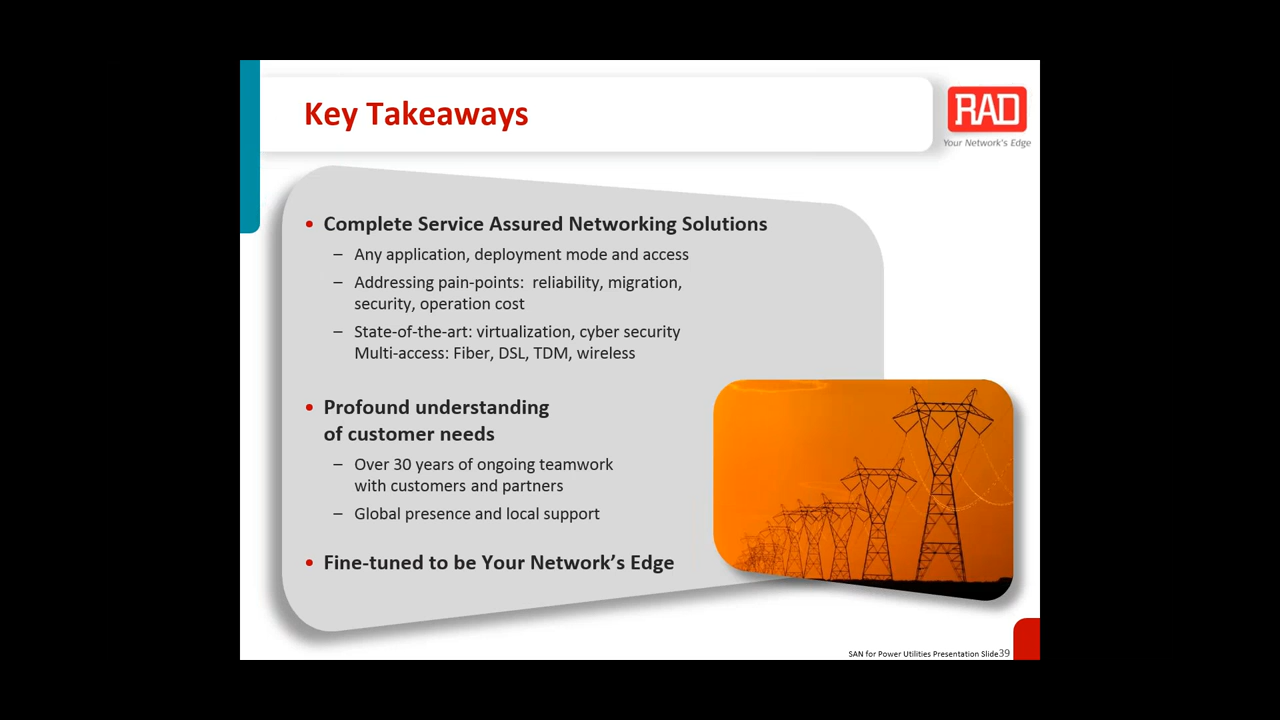 Key Takeaways
RAD
Your Network's Edge
• Complete Service Assured Networking Solutions
– Any application, deployment mode and access
– Addressing pain-points:  reliability, migration,
security, operation cost
– State-of-the-art: virtualization, cyber security
Multi-access: Fiber, DSL, TDM, wireless
• Profound understanding
of customer needs
– Over 30 years of ongoing teamwork
with customers and partners
– Global presence and local support
• Fine-tuned to be Your Network’s Edge
SAN for Power Utilities Presentation Slide39